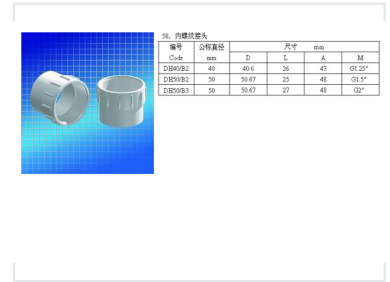 58、内螺纹接头
编号 公称直径 尺寸 mm
Code mm D L A M
DH40/B2 40 40.6 26 43 G1.25"
DH50/B2 50 50.67 25 48 G1.5"
DH50/B3 50 50.67 27 48 G2"